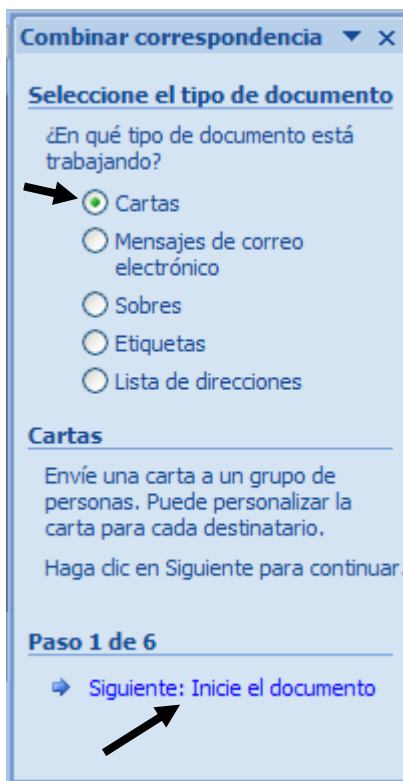 Combinar correspondencia
Seleccione el tipo de documento
¿En qué tipo de documento está
trabajando?
Cartas
Mensajes de correo
electrónico
Sobres
Etiquetas
Lista de direcciones
Cartas
Envíe una carta a un grupo de
personas. Puede personalizar la
carta para cada destinatario.
Haga clic en Siguiente para continuar.
Paso 1 de 6
Siguiente: Inicie el documento